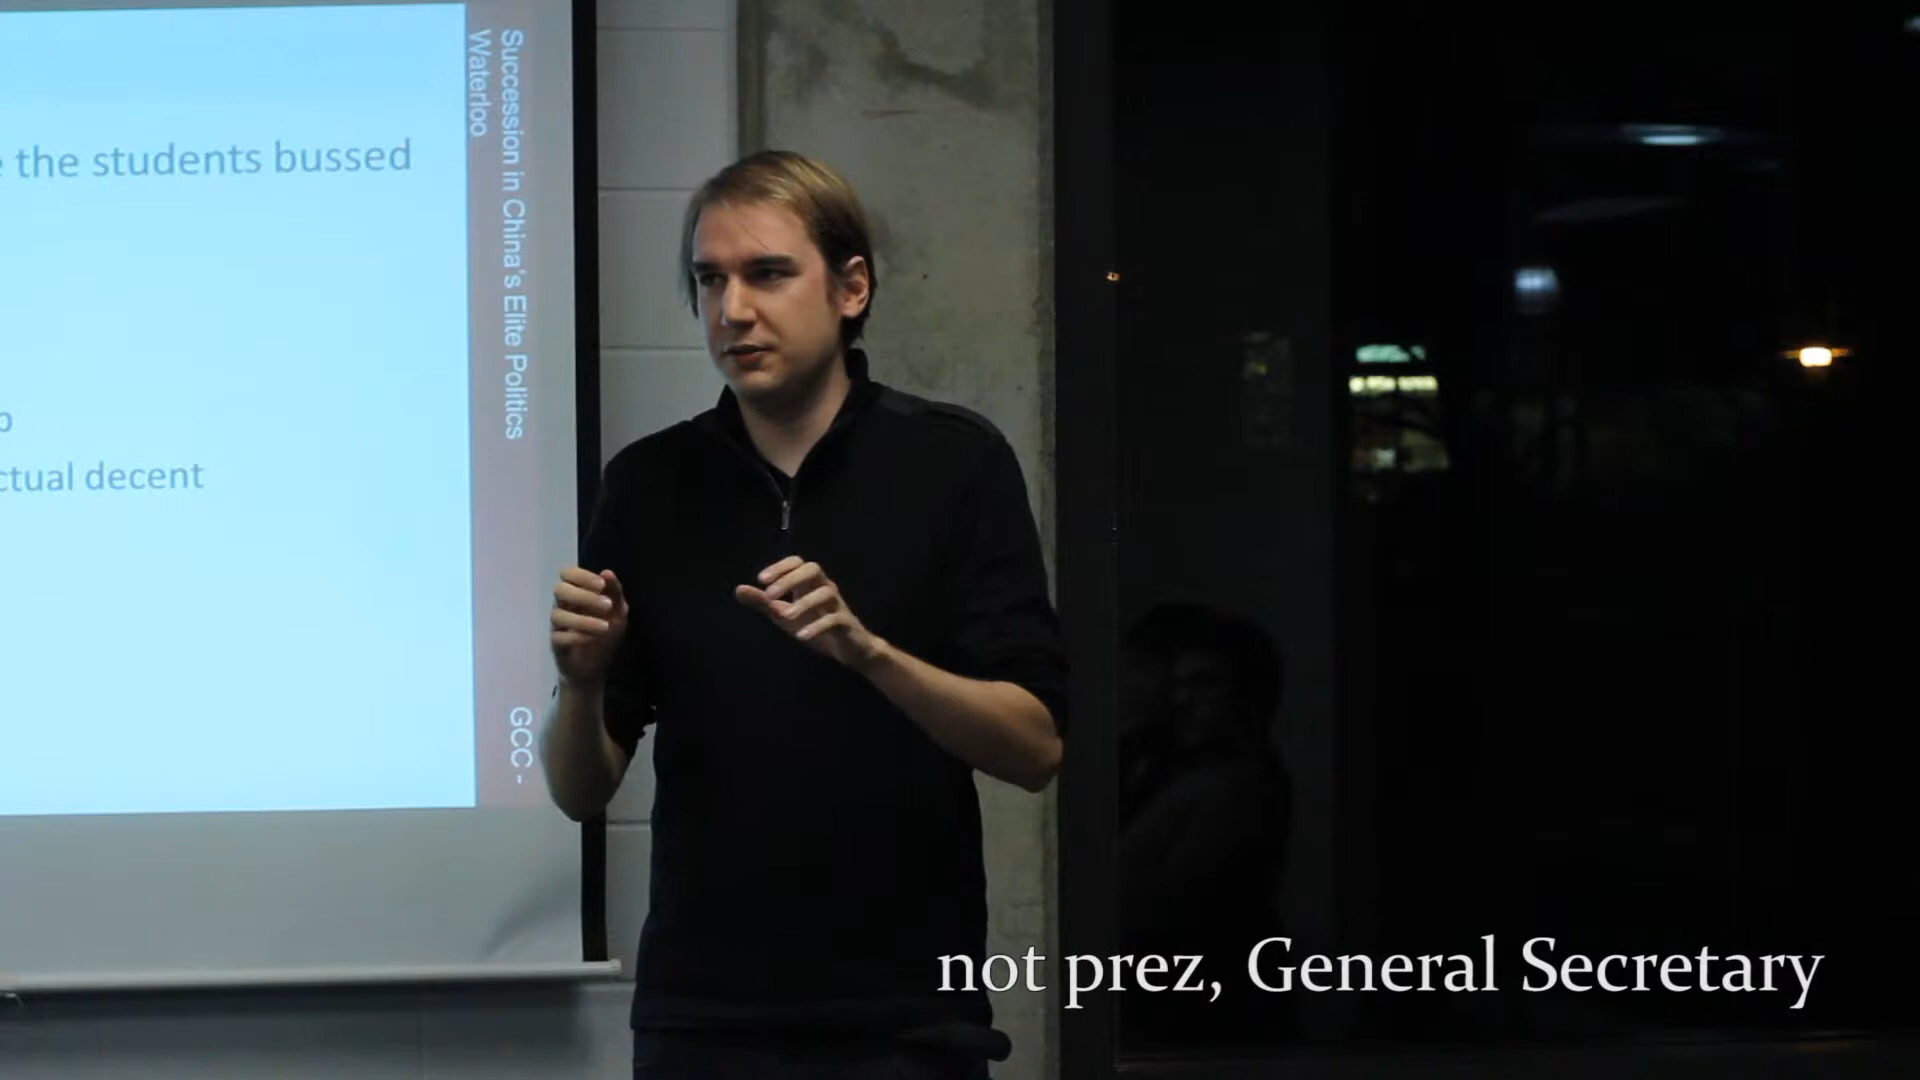 e the students bussed
ctual decent
Succession in China's Elite Politics
Waterloo
GCC -
not prez, General Secretary